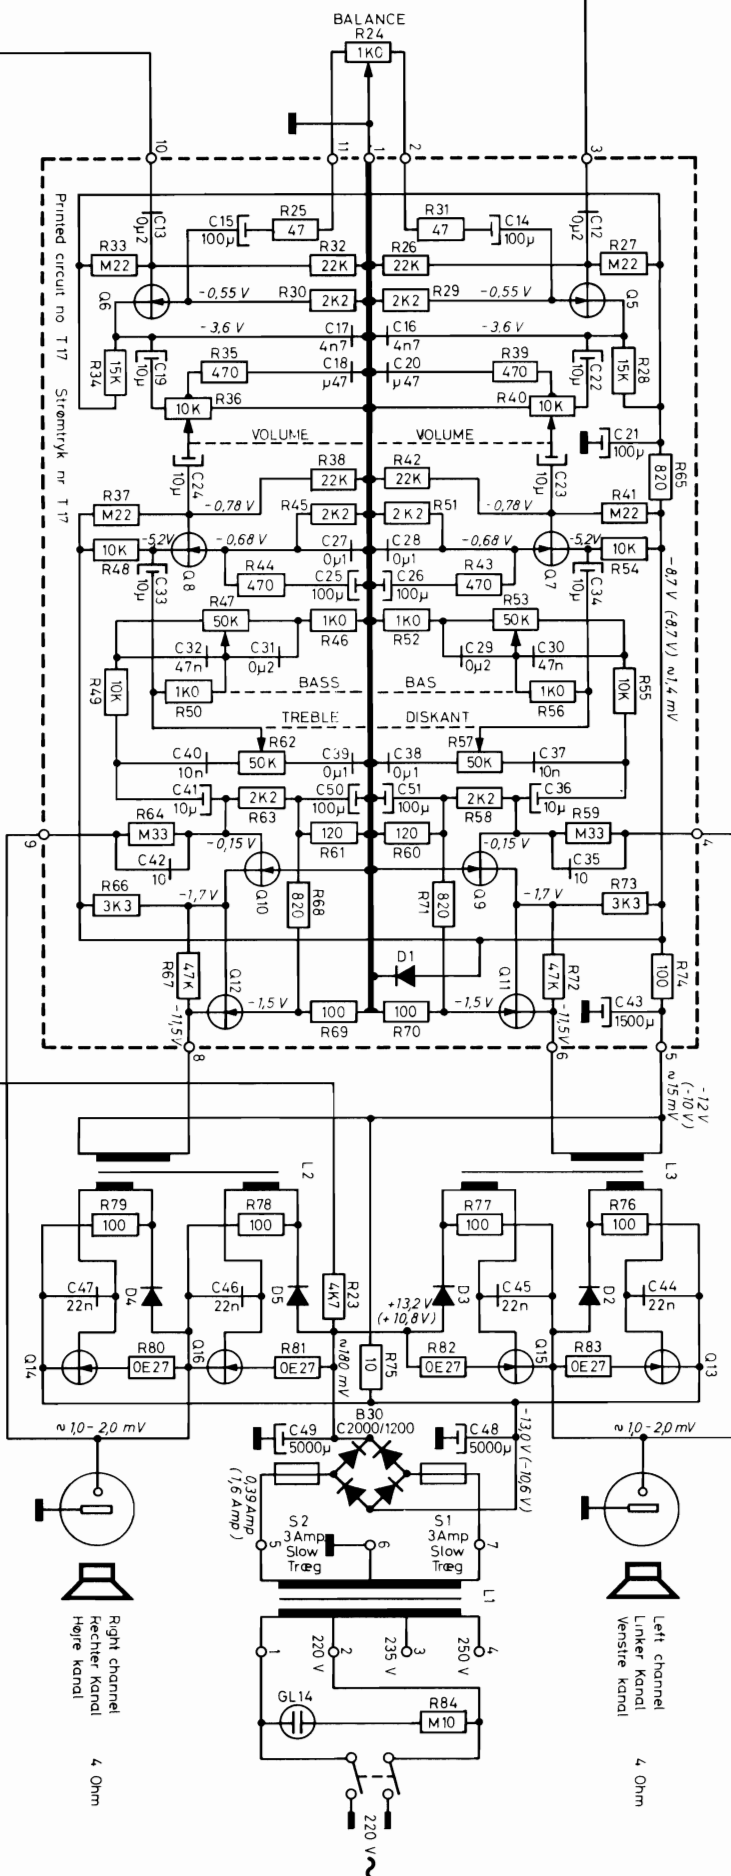 BALANCE
R24
1K0
10
11
1
2
3
Printed circuit no T 17 Strømtryk nr T 17
C13
0µ2
C15
100µ
R25
47
R31
47
C14
100µ
C12
0µ2
R33
M22
R32
22K
R26
22K
R27
M22
Q6
-0,55 V
R30
2K2
2K2
R29
-0,55 V
Q5
-3,6 V
C17
4n7
C16
4n7
-3,6 V
R34
15K
C19
10µ
R35
470
C18
µ47
C20
µ47
R39
470
C22
10µ
15K
R28
10K
R36
R40
10K
VOLUME
VOLUME
C21
100µ
C24
10µ
R38
22K
R42
22K
C23
10µ
R65
820
R37
M22
-0,78 V
R45
2K2
2K2
R51
-0,78 V
R41
M22
10K
R48
-5,2V
-0,68 V
C27
0µ1
C28
0µ1
-0,68 V
-5,2V
10K
R54
C33
10µ
Q8
R44
470
C25
100µ
C26
100µ
R43
470
Q7
C34
10µ
-8,7 V (-8,7 V) ≈1,4 mV
R47
50K
1K0
R46
1K0
R52
R53
50K
C32
47n
C31
0µ2
C29
0µ2
C30
47n
R49
10K
1K0
R50
BASS
BAS
1K0
R56
10K
R55
TREBLE
DISKANT
C40
10n
R62
50K
C39
0µ1
C38
0µ1
R57
50K
C37
10n
C41
10µ
2K2
R63
C50
100µ
C51
100µ
2K2
R58
C36
10µ
R64
M33
120
R61
120
R60
R59
M33
9
4
C42
10
-0,15 V
-0,15 V
C35
10
Q10
Q9
R66
3K3
-1,7 V
820
R68
R71
820
-1,7 V
R73
3K3
R67
47K
Q12
D1
Q11
47K
R72
100
R74
-1,5 V
100
R69
100
R70
-1,5 V
C43
1500µ
-11,5 V
8
-11,5 V
6
5
-12 V
(-10 V)
≈15 mV
L2
L3
R79
100
R78
100
R77
100
R76
100
C47
22n
D4
C46
22n
D5
R23
4K7
+13,2 V
(+10,8 V)
D3
C45
22n
D2
C44
22n
Q14
R80
0E27
Q16
R81
0E27
≈180 mV
10
R75
R82
0E27
Q15
R83
0E27
Q13
≈ 1,0-2,0 mV
C49
5000µ
B30
C2000/1200
C48
5000µ
-13,0 V (-10,6 V)
≈ 1,0-2,0 mV
0,39 Amp
(1,6 Amp)
S2
3Amp
Slow
Træg
5
6
S1
3 Amp
Slow
Træg
7
L1
1
2
3
4
220 V
235 V
250 V
Right channel
Rechter Kanal
Højre kanal
4 Ohm
Left channel
Linker Kanal
Venstre kanal
4 Ohm
GL14
R84
M10
220 V ~